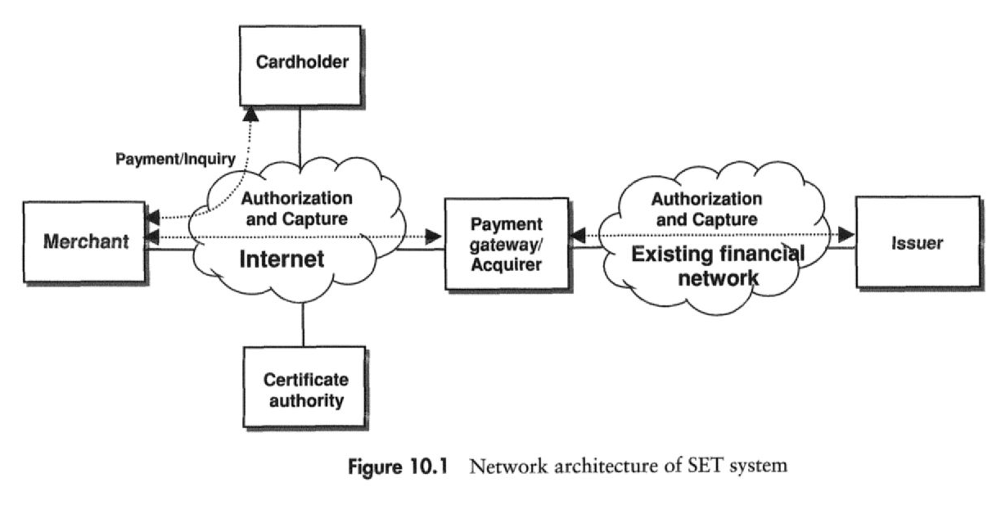 Cardholder
Payment/Inquiry
Authorization
and Capture
Internet
Merchant
Payment
gateway/
Acquirer
Authorization
and Capture
Existing financial
network
Issuer
Certificate
authority
Figure 10.1 Network architecture of SET system